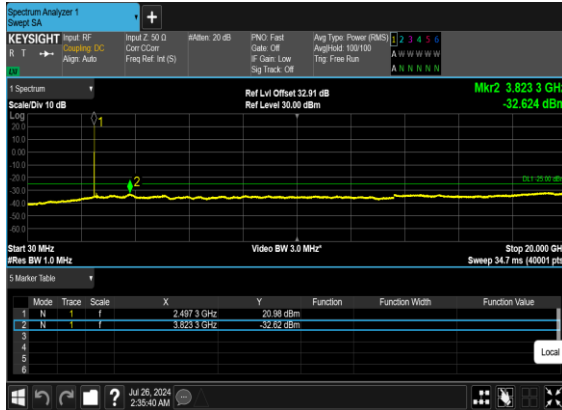 Spectrum Analyzer 1
Swept SA
+
KEYSIGHT Input: RF Input Z: 50 Ω #Atten: 20 dB PNO: Fast Avg Type: Power (RMS) 1 2 3 4 5 6
R T Coupling: DC Corr CCorr Gate: Off Avg|Hold: 100/100 A W W W W W
Align: Auto Freq Ref: Int (S) IF Gain: Low Trig: Free Run
Sig Track: Off A N N N N N
1 Spectrum Ref Lvl Offset 32.91 dB Mkr2 3.823 3 GHz
Scale/Div 10 dB Ref Level 30.00 dBm -32.624 dBm
Log
20.0
10.0
0.00
-10.0
-20.0
-30.0
-40.0
-50.0
-60.0
1
2
DL1 -25.00 dBm
Start 30 MHz Video BW 3.0 MHz* Stop 20.000 GHz
#Res BW 1.0 MHz Sweep 34.7 ms (40001 pts)
5 Marker Table
Mode Trace Scale X Y Function Function Width Function Value
1 N 1 f 2.497 3 GHz 20.98 dBm
2 N 1 f 3.823 3 GHz -32.62 dBm
3
4
5
6
Local
? Jul 26, 2024
2:35:40 AM